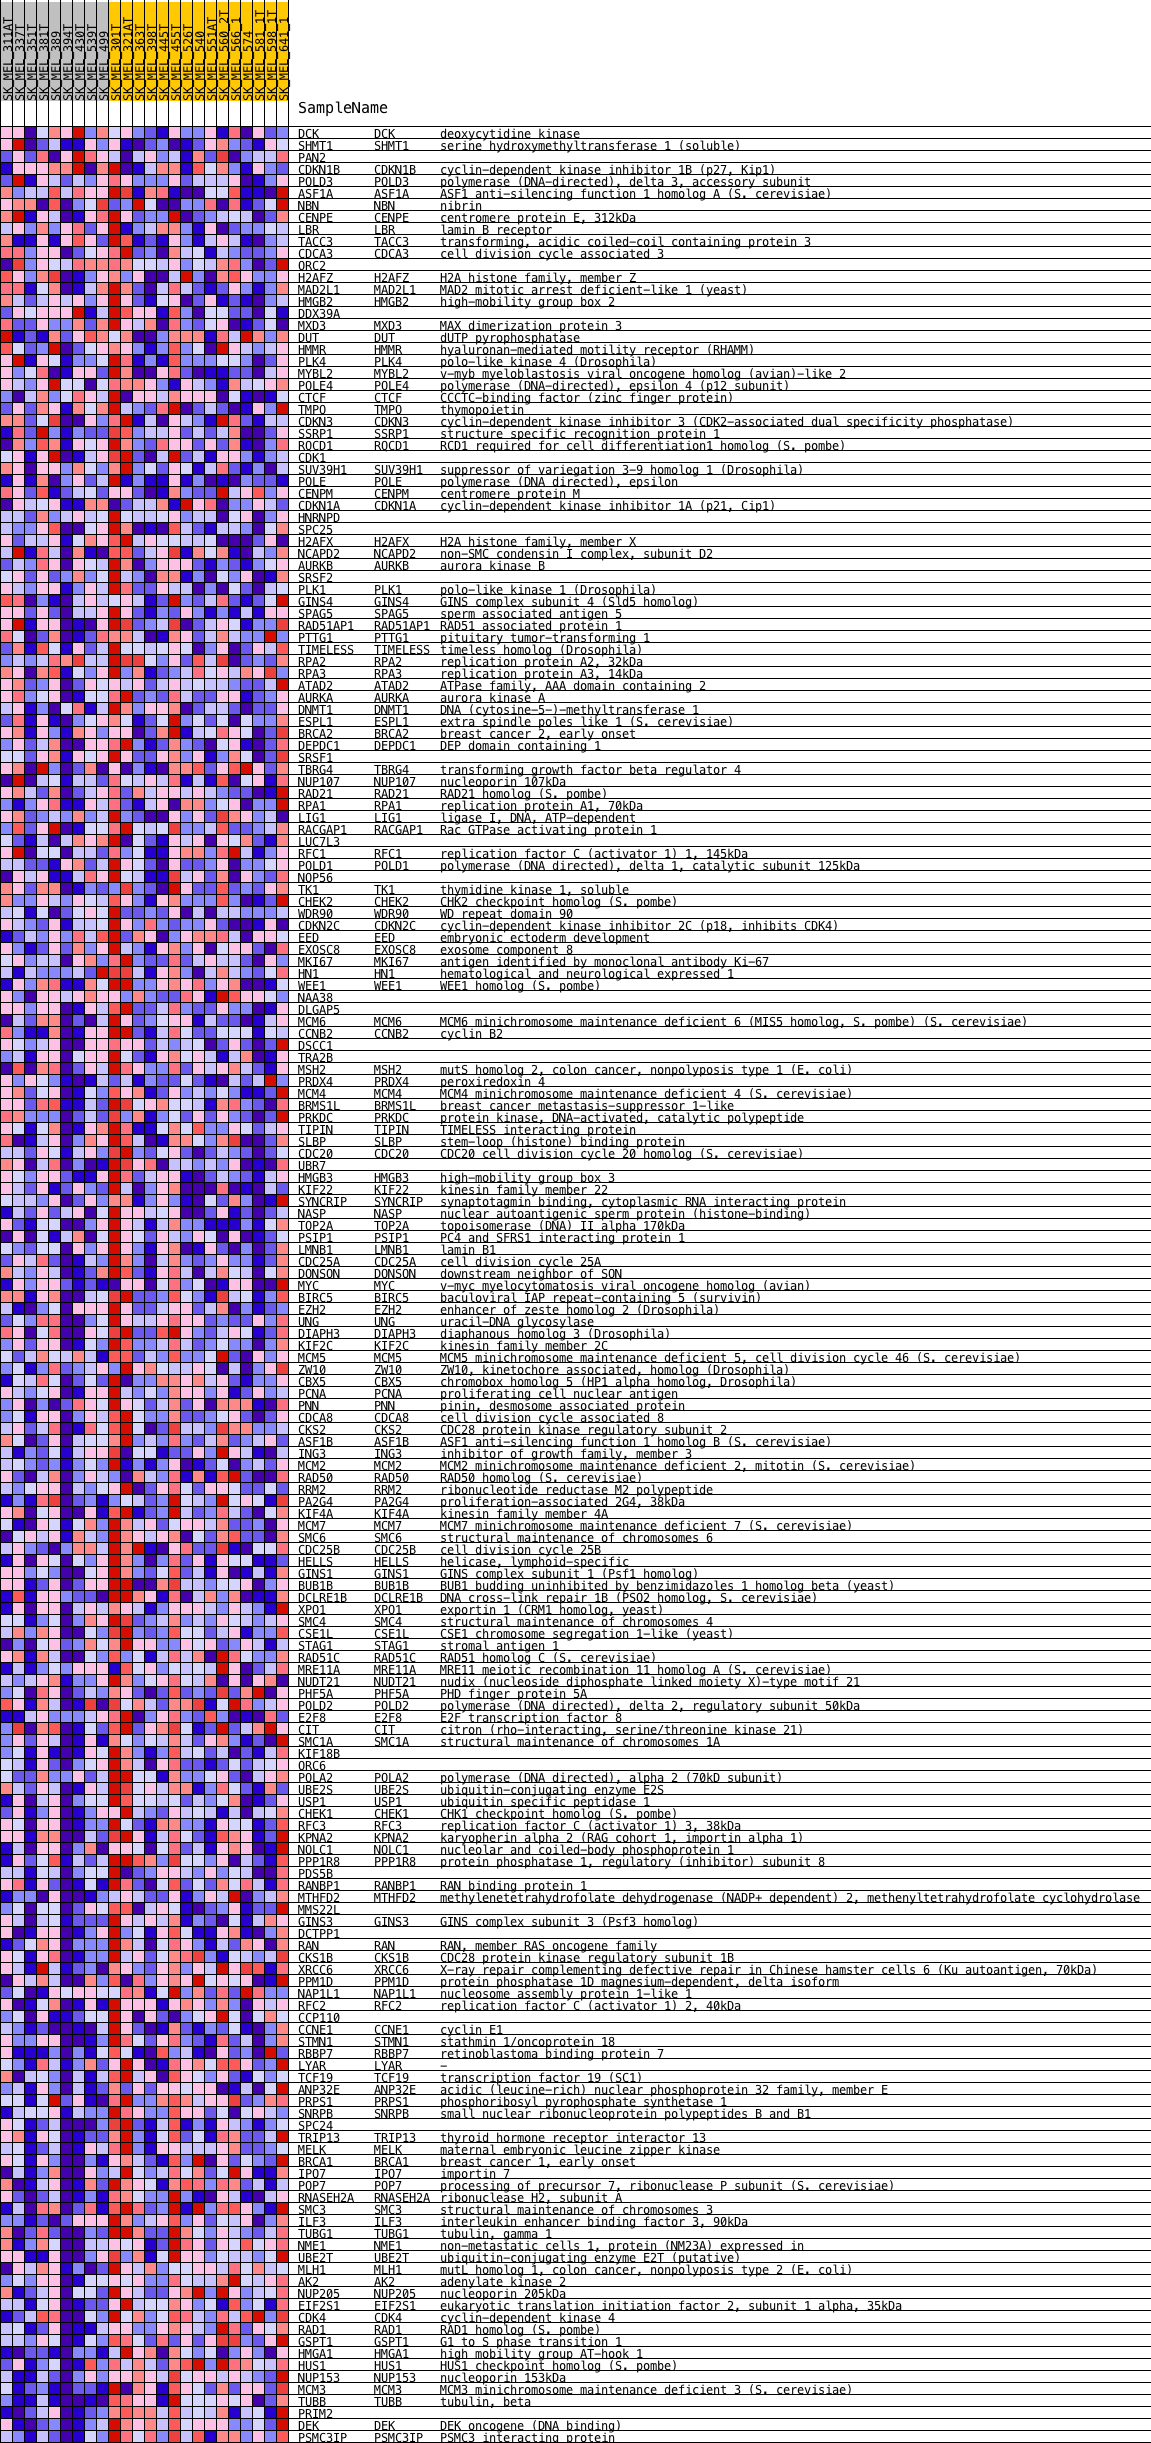 SK_MEL_311AT
SK_MEL_337T
SK_MEL_351T
SK_MEL_381T
SK_MEL_389
SK_MEL_394T
SK_MEL_430T
SK_MEL_539T
SK_MEL_499
SK_MEL_301T
SK_MEL_321AT
SK_MEL_363T
SK_MEL_398T
SK_MEL_445T
SK_MEL_455T
SK_MEL_526T
SK_MEL_540
SK_MEL_551AT
SK_MEL_560_2T
SK_MEL_566_1
SK_MEL_574
SK_MEL_581_1T
SK_MEL_598_1T
SK_MEL_641_1
SampleName
DCK DCK deoxycytidine kinase
SHMT1 SHMT1 serine hydroxymethyltransferase 1 (soluble)
PAN2
CDKN1B CDKN1B cyclin-dependent kinase inhibitor 1B (p27, Kip1)
POLD3 POLD3 polymerase (DNA-directed), delta 3, accessory subunit
ASF1A ASF1A ASF1 anti-silencing function 1 homolog A (S. cerevisiae)
NBN NBN nibrin
CENPE CENPE centromere protein E, 312kDa
LBR LBR lamin B receptor
TACC3 TACC3 transforming, acidic coiled-coil containing protein 3
CDCA3 CDCA3 cell division cycle associated 3
ORC2
H2AFZ H2AFZ H2A histone family, member Z
MAD2L1 MAD2L1 MAD2 mitotic arrest deficient-like 1 (yeast)
HMGB2 HMGB2 high-mobility group box 2
DDX39A
MXD3 MXD3 MAX dimerization protein 3
DUT DUT dUTP pyrophosphatase
HMMR HMMR hyaluronan-mediated motility receptor (RHAMM)
PLK4 PLK4 polo-like kinase 4 (Drosophila)
MYBL2 MYBL2 v-myb myeloblastosis viral oncogene homolog (avian)-like 2
POLE4 POLE4 polymerase (DNA-directed), epsilon 4 (p12 subunit)
CTCF CTCF CCCTC-binding factor (zinc finger protein)
TMPO TMPO thymopoietin
CDKN3 CDKN3 cyclin-dependent kinase inhibitor 3 (CDK2-associated dual specificity phosphatase)
SSRP1 SSRP1 structure specific recognition protein 1
RQCD1 RQCD1 RCD1 required for cell differentiation1 homolog (S. pombe)
CDK1
SUV39H1 SUV39H1 suppressor of variegation 3-9 homolog 1 (Drosophila)
POLE POLE polymerase (DNA directed), epsilon
CENPM CENPM centromere protein M
CDKN1A CDKN1A cyclin-dependent kinase inhibitor 1A (p21, Cip1)
HNRNPD
SPC25
H2AFX H2AFX H2A histone family, member X
NCAPD2 NCAPD2 non-SMC condensin I complex, subunit D2
AURKB AURKB aurora kinase B
SRSF2
PLK1 PLK1 polo-like kinase 1 (Drosophila)
GINS4 GINS4 GINS complex subunit 4 (Sld5 homolog)
SPAG5 SPAG5 sperm associated antigen 5
RAD51AP1 RAD51AP1 RAD51 associated protein 1
PTTG1 PTTG1 pituitary tumor-transforming 1
TIMELESS TIMELESS timeless homolog (Drosophila)
RPA2 RPA2 replication protein A2, 32kDa
RPA3 RPA3 replication protein A3, 14kDa
ATAD2 ATAD2 ATPase family, AAA domain containing 2
AURKA AURKA aurora kinase A
DNMT1 DNMT1 DNA (cytosine-5-)-methyltransferase 1
ESPL1 ESPL1 extra spindle poles like 1 (S. cerevisiae)
BRCA2 BRCA2 breast cancer 2, early onset
DEPDC1 DEPDC1 DEP domain containing 1
SRSF1
TBRG4 TBRG4 transforming growth factor beta regulator 4
NUP107 NUP107 nucleoporin 107kDa
RAD21 RAD21 RAD21 homolog (S. pombe)
RPA1 RPA1 replication protein A1, 70kDa
LIG1 LIG1 ligase I, DNA, ATP-dependent
RACGAP1 RACGAP1 Rac GTPase activating protein 1
LUC7L3
RFC1 RFC1 replication factor C (activator 1) 1, 145kDa
POLD1 POLD1 polymerase (DNA directed), delta 1, catalytic subunit 125kDa
NOP56
TK1 TK1 thymidine kinase 1, soluble
CHEK2 CHEK2 CHK2 checkpoint homolog (S. pombe)
WDR90 WDR90 WD repeat domain 90
CDKN2C CDKN2C cyclin-dependent kinase inhibitor 2C (p18, inhibits CDK4)
EED EED embryonic ectoderm development
EXOSC8 EXOSC8 exosome component 8
MKI67 MKI67 antigen identified by monoclonal antibody Ki-67
HN1 HN1 hematological and neurological expressed 1
WEE1 WEE1 WEE1 homolog (S. pombe)
NAA38
DLGAP5
MCM6 MCM6 MCM6 minichromosome maintenance deficient 6 (MIS5 homolog, S. pombe) (S. cerevisiae)
CCNB2 CCNB2 cyclin B2
DSCC1
TRA2B
MSH2 MSH2 mutS homolog 2, colon cancer, nonpolyposis type 1 (E. coli)
PRDX4 PRDX4 peroxiredoxin 4
MCM4 MCM4 MCM4 minichromosome maintenance deficient 4 (S. cerevisiae)
BRMS1L BRMS1L breast cancer metastasis-suppressor 1-like
PRKDC PRKDC protein kinase, DNA-activated, catalytic polypeptide
TIPIN TIPIN TIMELESS interacting protein
SLBP SLBP stem-loop (histone) binding protein
CDC20 CDC20 CDC20 cell division cycle 20 homolog (S. cerevisiae)
UBR7
HMGB3 HMGB3 high-mobility group box 3
KIF22 KIF22 kinesin family member 22
SYNCRIP SYNCRIP synaptotagmin binding, cytoplasmic RNA interacting protein
NASP NASP nuclear autoantigenic sperm protein (histone-binding)
TOP2A TOP2A topoisomerase (DNA) II alpha 170kDa
PSIP1 PSIP1 PC4 and SFRS1 interacting protein 1
LMNB1 LMNB1 lamin B1
CDC25A CDC25A cell division cycle 25A
DONSON DONSON downstream neighbor of SON
MYC MYC v-myc myelocytomatosis viral oncogene homolog (avian)
BIRC5 BIRC5 baculoviral IAP repeat-containing 5 (survivin)
EZH2 EZH2 enhancer of zeste homolog 2 (Drosophila)
UNG UNG uracil-DNA glycosylase
DIAPH3 DIAPH3 diaphanous homolog 3 (Drosophila)
KIF2C KIF2C kinesin family member 2C
MCM5 MCM5 MCM5 minichromosome maintenance deficient 5, cell division cycle 46 (S. cerevisiae)
ZW10 ZW10 ZW10, kinetochore associated, homolog (Drosophila)
CBX5 CBX5 chromobox homolog 5 (HP1 alpha homolog, Drosophila)
PCNA PCNA proliferating cell nuclear antigen
PNN PNN pinin, desmosome associated protein
CDCA8 CDCA8 cell division cycle associated 8
CKS2 CKS2 CDC28 protein kinase regulatory subunit 2
ASF1B ASF1B ASF1 anti-silencing function 1 homolog B (S. cerevisiae)
ING3 ING3 inhibitor of growth family, member 3
MCM2 MCM2 MCM2 minichromosome maintenance deficient 2, mitotin (S. cerevisiae)
RAD50 RAD50 RAD50 homolog (S. cerevisiae)
RRM2 RRM2 ribonucleotide reductase M2 polypeptide
PA2G4 PA2G4 proliferation-associated 2G4, 38kDa
KIF4A KIF4A kinesin family member 4A
MCM7 MCM7 MCM7 minichromosome maintenance deficient 7 (S. cerevisiae)
SMC6 SMC6 structural maintenance of chromosomes 6
CDC25B CDC25B cell division cycle 25B
HELLS HELLS helicase, lymphoid-specific
GINS1 GINS1 GINS complex subunit 1 (Psf1 homolog)
BUB1B BUB1B BUB1 budding uninhibited by benzimidazoles 1 homolog beta (yeast)
DCLRE1B DCLRE1B DNA cross-link repair 1B (PSO2 homolog, S. cerevisiae)
XPO1 XPO1 exportin 1 (CRM1 homolog, yeast)
SMC4 SMC4 structural maintenance of chromosomes 4
CSE1L CSE1L CSE1 chromosome segregation 1-like (yeast)
STAG1 STAG1 stromal antigen 1
RAD51C RAD51C RAD51 homolog C (S. cerevisiae)
MRE11A MRE11A MRE11 meiotic recombination 11 homolog A (S. cerevisiae)
NUDT21 NUDT21 nudix (nucleoside diphosphate linked moiety X)-type motif 21
PHF5A PHF5A PHD finger protein 5A
POLD2 POLD2 polymerase (DNA directed), delta 2, regulatory subunit 50kDa
E2F8 E2F8 E2F transcription factor 8
CIT CIT citron (rho-interacting, serine/threonine kinase 21)
SMC1A SMC1A structural maintenance of chromosomes 1A
KIF18B
ORC6
POLA2 POLA2 polymerase (DNA directed), alpha 2 (70kD subunit)
UBE2S UBE2S ubiquitin-conjugating enzyme E2S
USP1 USP1 ubiquitin specific peptidase 1
CHEK1 CHEK1 CHK1 checkpoint homolog (S. pombe)
RFC3 RFC3 replication factor C (activator 1) 3, 38kDa
KPNA2 KPNA2 karyopherin alpha 2 (RAG cohort 1, importin alpha 1)
NOLC1 NOLC1 nucleolar and coiled-body phosphoprotein 1
PPP1R8 PPP1R8 protein phosphatase 1, regulatory (inhibitor) subunit 8
PDS5B
RANBP1 RANBP1 RAN binding protein 1
MTHFD2 MTHFD2 methylenetetrahydrofolate dehydrogenase (NADP+ dependent) 2, methenyltetrahydrofolate cyclohydrolase
MMS22L
GINS3 GINS3 GINS complex subunit 3 (Psf3 homolog)
DCTPP1
RAN RAN RAN, member RAS oncogene family
CKS1B CKS1B CDC28 protein kinase regulatory subunit 1B
XRCC6 XRCC6 X-ray repair complementing defective repair in Chinese hamster cells 6 (Ku autoantigen, 70kDa)
PPM1D PPM1D protein phosphatase 1D magnesium-dependent, delta isoform
NAP1L1 NAP1L1 nucleosome assembly protein 1-like 1
RFC2 RFC2 replication factor C (activator 1) 2, 40kDa
CCP110
CCNE1 CCNE1 cyclin E1
STMN1 STMN1 stathmin 1/oncoprotein 18
RBBP7 RBBP7 retinoblastoma binding protein 7
LYAR LYAR -
TCF19 TCF19 transcription factor 19 (SC1)
ANP32E ANP32E acidic (leucine-rich) nuclear phosphoprotein 32 family, member E
PRPS1 PRPS1 phosphoribosyl pyrophosphate synthetase 1
SNRPB SNRPB small nuclear ribonucleoprotein polypeptides B and B1
SPC24
TRIP13 TRIP13 thyroid hormone receptor interactor 13
MELK MELK maternal embryonic leucine zipper kinase
BRCA1 BRCA1 breast cancer 1, early onset
IPO7 IPO7 importin 7
POP7 POP7 processing of precursor 7, ribonuclease P subunit (S. cerevisiae)
RNASEH2A RNASEH2A ribonuclease H2, subunit A
SMC3 SMC3 structural maintenance of chromosomes 3
ILF3 ILF3 interleukin enhancer binding factor 3, 90kDa
TUBG1 TUBG1 tubulin, gamma 1
NME1 NME1 non-metastatic cells 1, protein (NM23A) expressed in
UBE2T UBE2T ubiquitin-conjugating enzyme E2T (putative)
MLH1 MLH1 mutL homolog 1, colon cancer, nonpolyposis type 2 (E. coli)
AK2 AK2 adenylate kinase 2
NUP205 NUP205 nucleoporin 205kDa
EIF2S1 EIF2S1 eukaryotic translation initiation factor 2, subunit 1 alpha, 35kDa
CDK4 CDK4 cyclin-dependent kinase 4
RAD1 RAD1 RAD1 homolog (S. pombe)
GSPT1 GSPT1 G1 to S phase transition 1
HMGA1 HMGA1 high mobility group AT-hook 1
HUS1 HUS1 HUS1 checkpoint homolog (S. pombe)
NUP153 NUP153 nucleoporin 153kDa
MCM3 MCM3 MCM3 minichromosome maintenance deficient 3 (S. cerevisiae)
TUBB TUBB tubulin, beta
PRIM2
DEK DEK DEK oncogene (DNA binding)
PSMC3IP PSMC3IP PSMC3 interacting protein